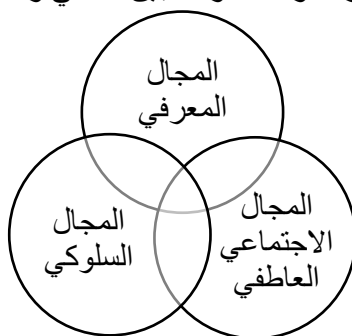 المجال
المعرفي
المجال
الاجتماعي
العاطفي
المجال
السلوكي